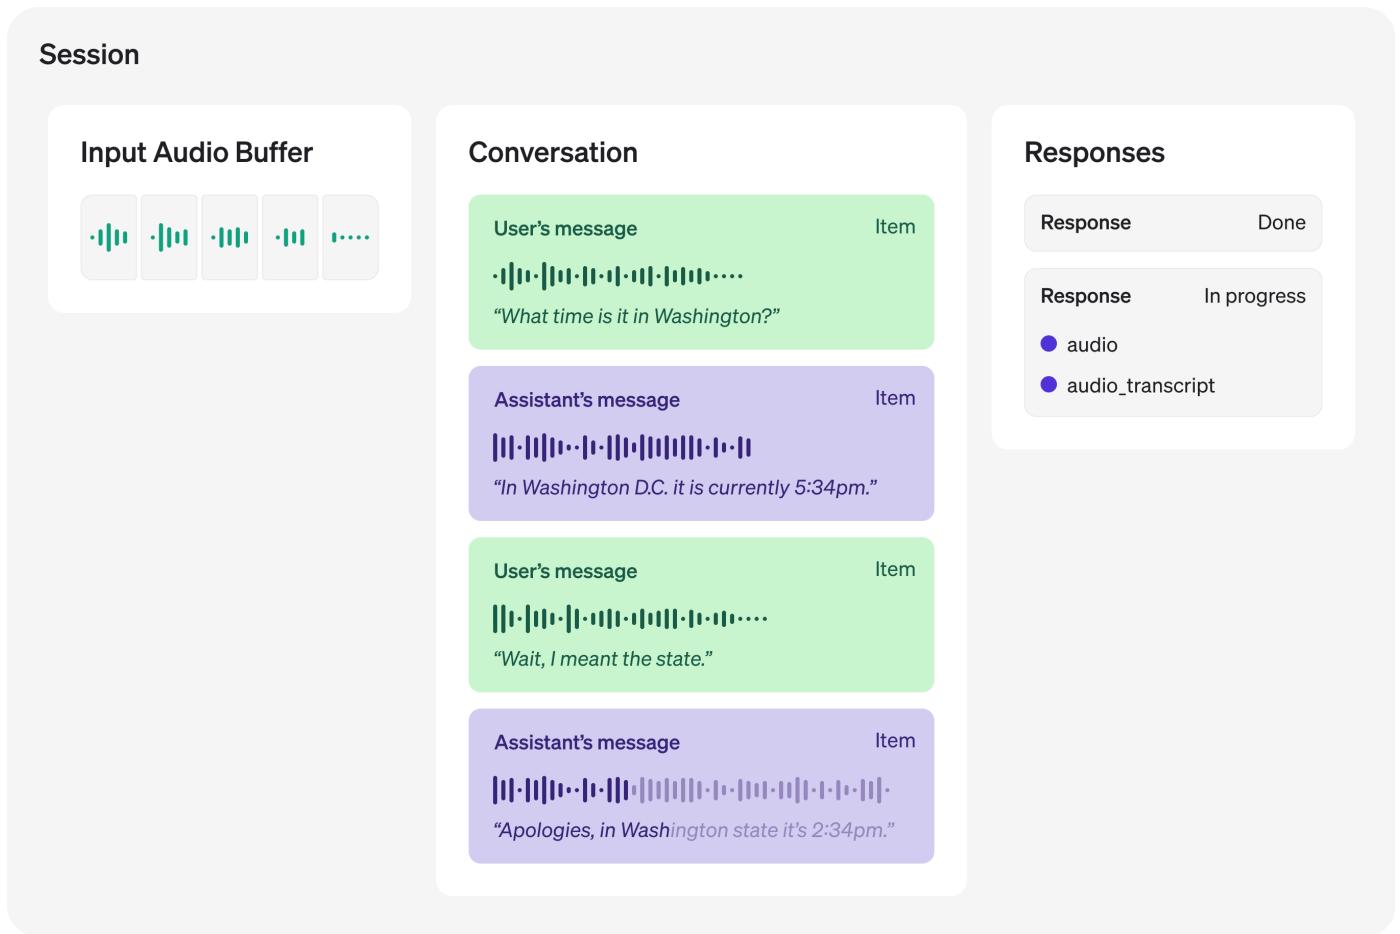 Session
Input Audio Buffer
Conversation
User’s message
Item
“What time is it in Washington?”
Assistant’s message
Item
“In Washington D.C. it is currently 5:34pm.”
User’s message
Item
“Wait, I meant the state.”
Assistant’s message
Item
“Apologies, in Washington state it’s 2:34pm.”
Responses
Response
Done
Response
In progress
audio
audio_transcript